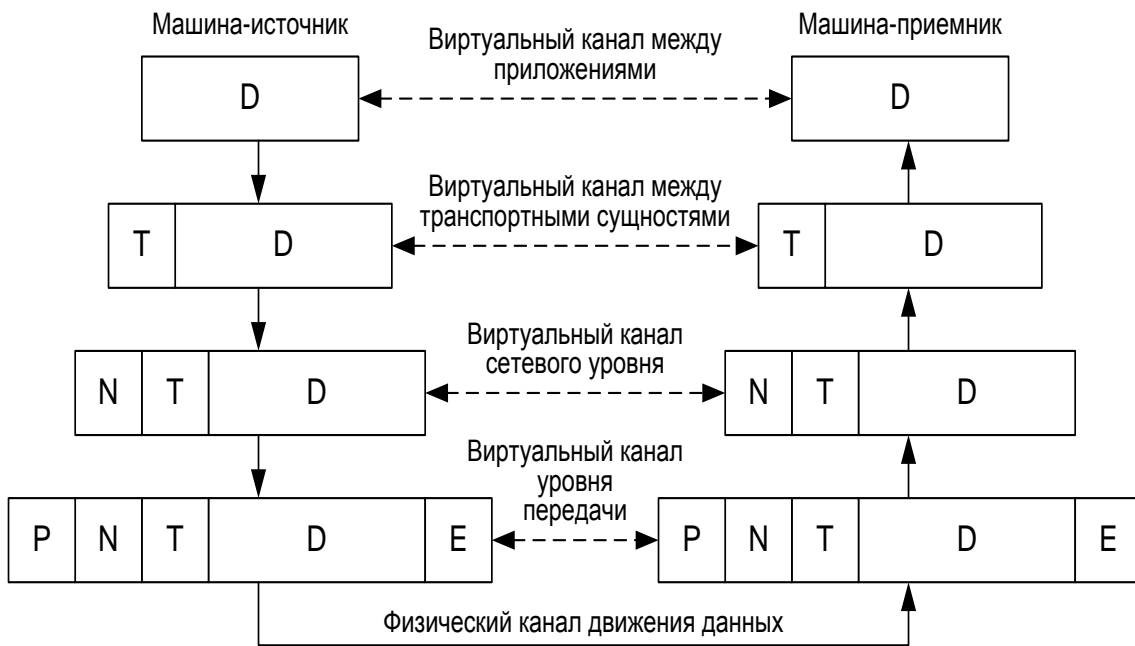 Машина-источник
Машина-приемник
Виртуальный канал между
приложениями
D
D
Виртуальный канал между
транспортными сущностями
T D
T D
Виртуальный канал
сетевого уровня
N T D
N T D
Виртуальный канал
уровня
передачи
P N T D E
P N T D E
Физический канал движения данных